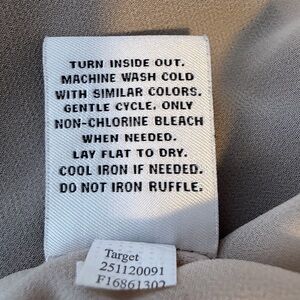 TURN INSIDE OUT.
MACHINE WASH COLD
WITH SIMILAR COLORS.
GENTLE CYCLE. ONLY
NON-CHLORINE BLEACH
WHEN NEEDED.
LAY FLAT TO DRY.
COOL IRON IF NEEDED.
DO NOT IRON RUFFLE.
Target
251120091
F16861302